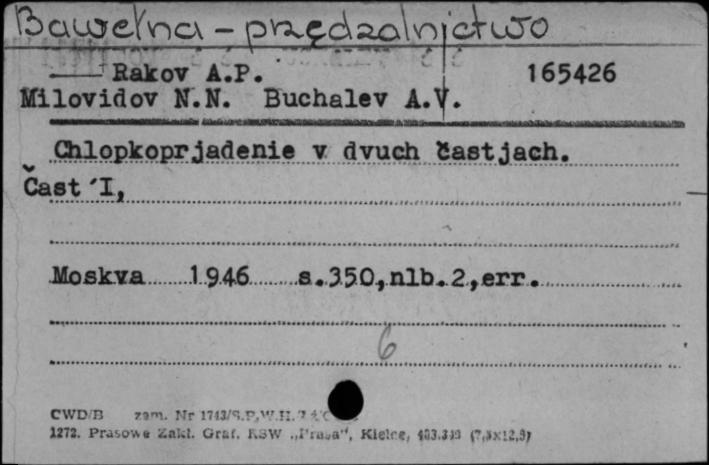 Bawełna - przędzalnictwo
Rakov A.P. 165426
Milovidov N.N. Buchalev A.V.
Chlopkoprjadenie v dvuch častjach.
Čast´I,
Moskva 1946 s.350,nlb.2,err.
6
CWD/B zam. Nr 1743/S.P.W.H.
1272. Prasowe Zakł. Graf. RSW „Prasa", Kielce,